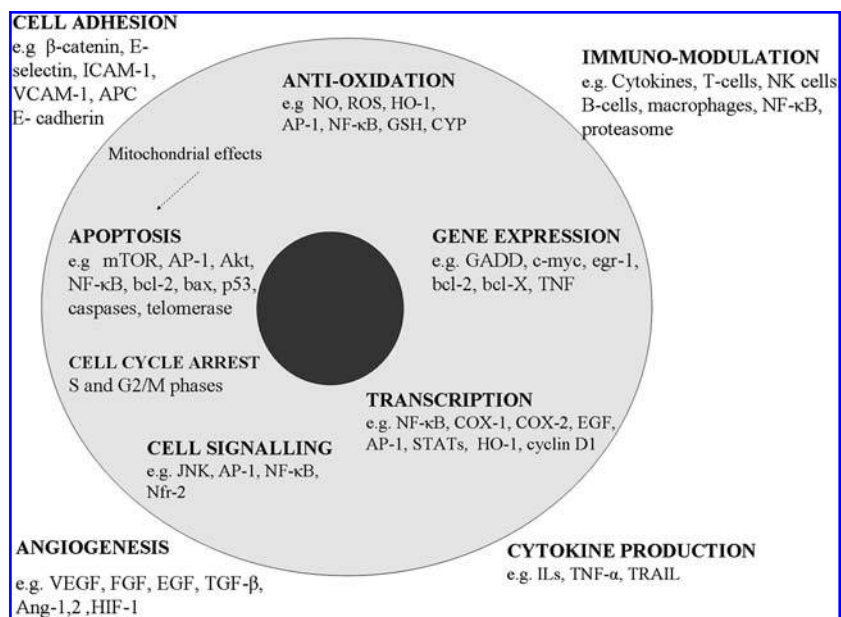 CELL ADHESION
e.g β-catenin, E-
selectin, ICAM-1,
VCAM-1, APC
E- cadherin
ANTI-OXIDATION
e.g NO, ROS, HO-1,
AP-1, NF-κB, GSH, CYP
IMMUNO-MODULATION
e.g. Cytokines, T-cells, NK cells
B-cells, macrophages, NF-κB,
proteasome
Mitochondrial effects
APOPTOSIS
e.g mTOR, AP-1, Akt,
NF-κB, bcl-2, bax, p53,
caspases, telomerase
GENE EXPRESSION
e.g. GADD, c-myc, egr-1,
bcl-2, bcl-X, TNF
CELL CYCLE ARREST
S and G2/M phases
TRANSCRIPTION
e.g. NF-κB, COX-1, COX-2, EGF,
AP-1, STATs, HO-1, cyclin D1
CELL SIGNALLING
e.g. JNK, AP-1, NF-κB,
Nfr-2
ANGIOGENESIS
e.g. VEGF, FGF, EGF, TGF-β,
Ang-1,2 ,HIF-1
CYTOKINE PRODUCTION
e.g. ILs, TNF-α, TRAIL